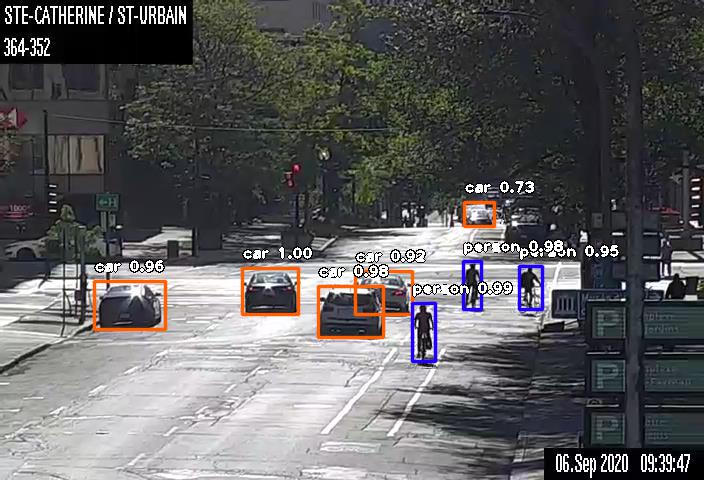 STE-CATHERINE / ST-URBAIN
364-352
car 0.73
person 0.98
person 0.95
car 0.96
car 1.00
car 0.92
car 0.98
person 0.99
P
P
P
06.Sep 2020 09:39:47